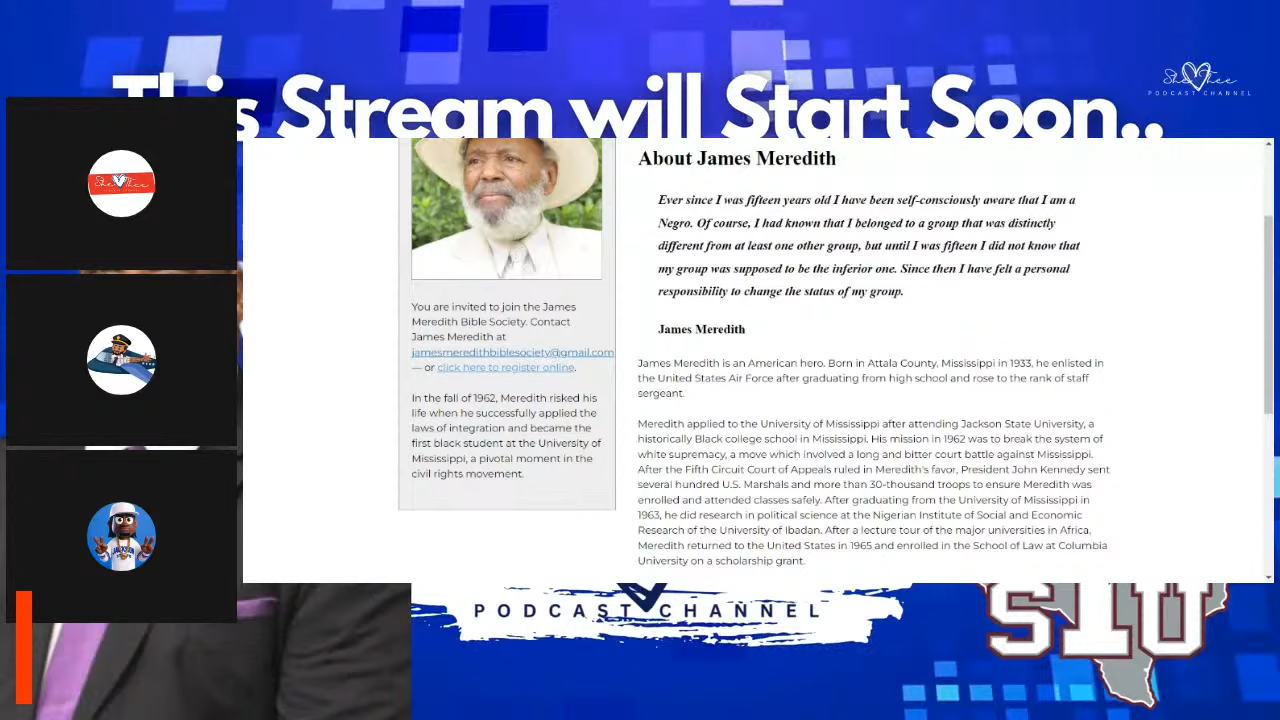 This Stream will Start Soon..
She Thee
PODCAST CHANNEL
She Thee
About James Meredith
Ever since I was fifteen years old I have been self-consciously aware that I am a
Negro. Of course, I had known that I belonged to a group that was distinctly
different from at least one other group, but until I was fifteen I did not know that
my group was supposed to be the inferior one. Since then I have felt a personal
responsibility to change the status of my group.
James Meredith
You are invited to join the James
Meredith Bible Society. Contact
James Meredith at
jamesmeredithbiblesociety@gmail.com
— or click here to register online.
In the fall of 1962, Meredith risked his
life when he successfully applied the
laws of integration and became the
first black student at the University of
Mississippi, a pivotal moment in the
civil rights movement.
James Meredith is an American hero. Born in Attala County, Mississippi in 1933, he enlisted in
the United States Air Force after graduating from high school and rose to the rank of staff
sergeant.
Meredith applied to the University of Mississippi after attending Jackson State University, a
historically Black college school in Mississippi. His mission in 1962 was to break the system of
white supremacy, a move which involved a long and bitter court battle against Mississippi.
After the Fifth Circuit Court of Appeals ruled in Meredith's favor, President John Kennedy sent
several hundred U.S. Marshals and more than 30-thousand troops to ensure Meredith was
enrolled and attended classes safely. After graduating from the University of Mississippi in
1963, he did research in political science at the Nigerian Institute of Social and Economic
Research of the University of Ibadan. After a lecture tour of the major universities in Africa,
Meredith returned to the United States in 1965 and enrolled in the School of Law at Columbia
University on a scholarship grant.
JACKSON
PODCAST CHANNEL